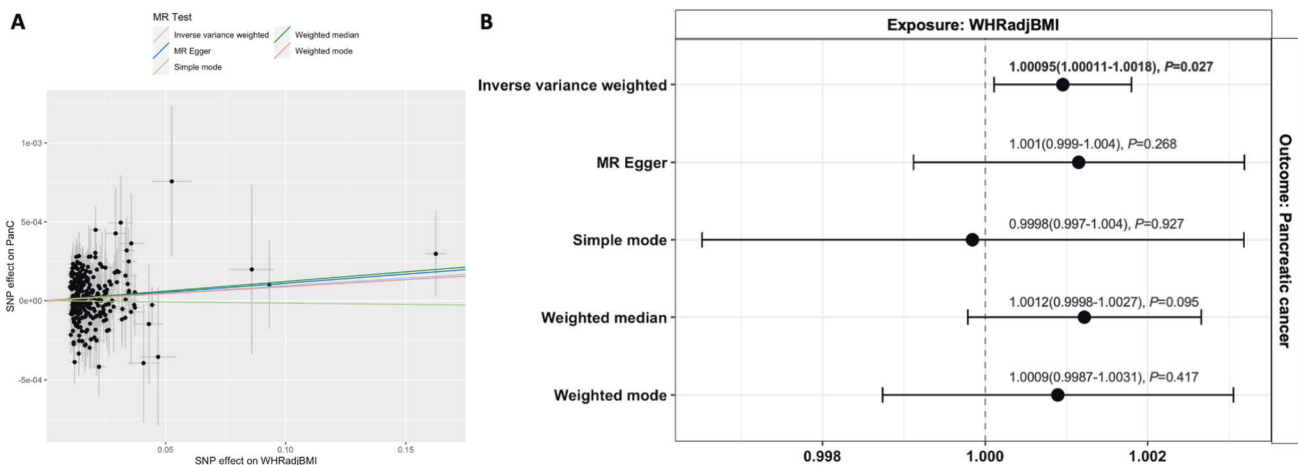 A
MR Test
Inverse variance weighted
Weighted median
MR Egger
Weighted mode
Simple mode
1e-03
5e-04
0e+00
-5e-04
SNP effect on PanC
0.05
0.10
0.15
SNP effect on WHRadjBMI
B
Exposure: WHRadjBMI
Inverse variance weighted
1.00095(1.00011-1.0018), P=0.027
MR Egger
1.001(0.999-1.004), P=0.268
Simple mode
0.9998(0.997-1.004), P=0.927
Weighted median
1.0012(0.9998-1.0027), P=0.095
Weighted mode
1.0009(0.9987-1.0031), P=0.417
0.998
1.000
1.002
Outcome: Pancreatic cancer